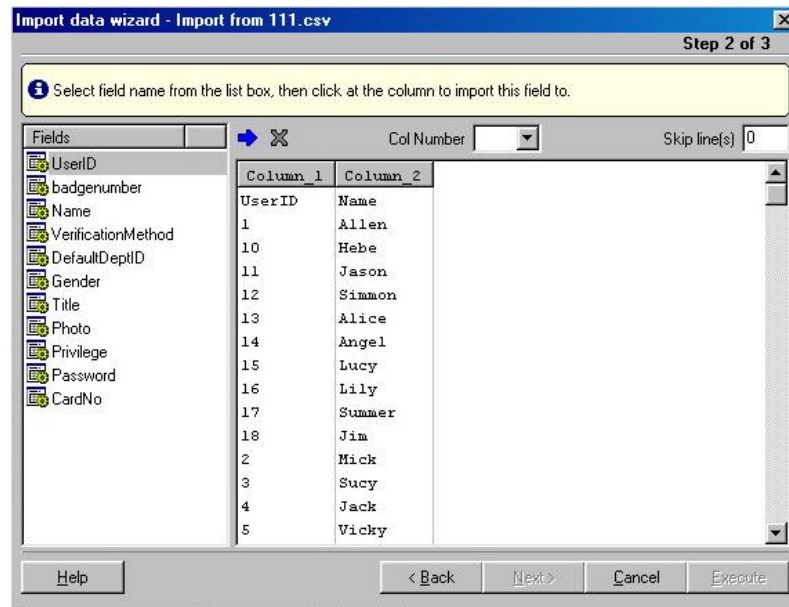 Import data wizard - Import from 111.csv
Step 2 of 3
Select field name from the list box, then click at the column to import this field to.
Fields
UserID
badgenumber
Name
VerificationMethod
DefaultDeptID
Gender
Title
Photo
Privilege
Password
CardNo
Col Number
Skip line(s) 0
Column_1 Column_2
UserID Name
1 Allen
10 Hebe
11 Jason
12 Simmon
13 Alice
14 Angel
15 Lucy
16 Lily
17 Summer
18 Jim
2 Mick
3 Sucy
4 Jack
5 Vicky
Help < Back Next > Cancel Execute